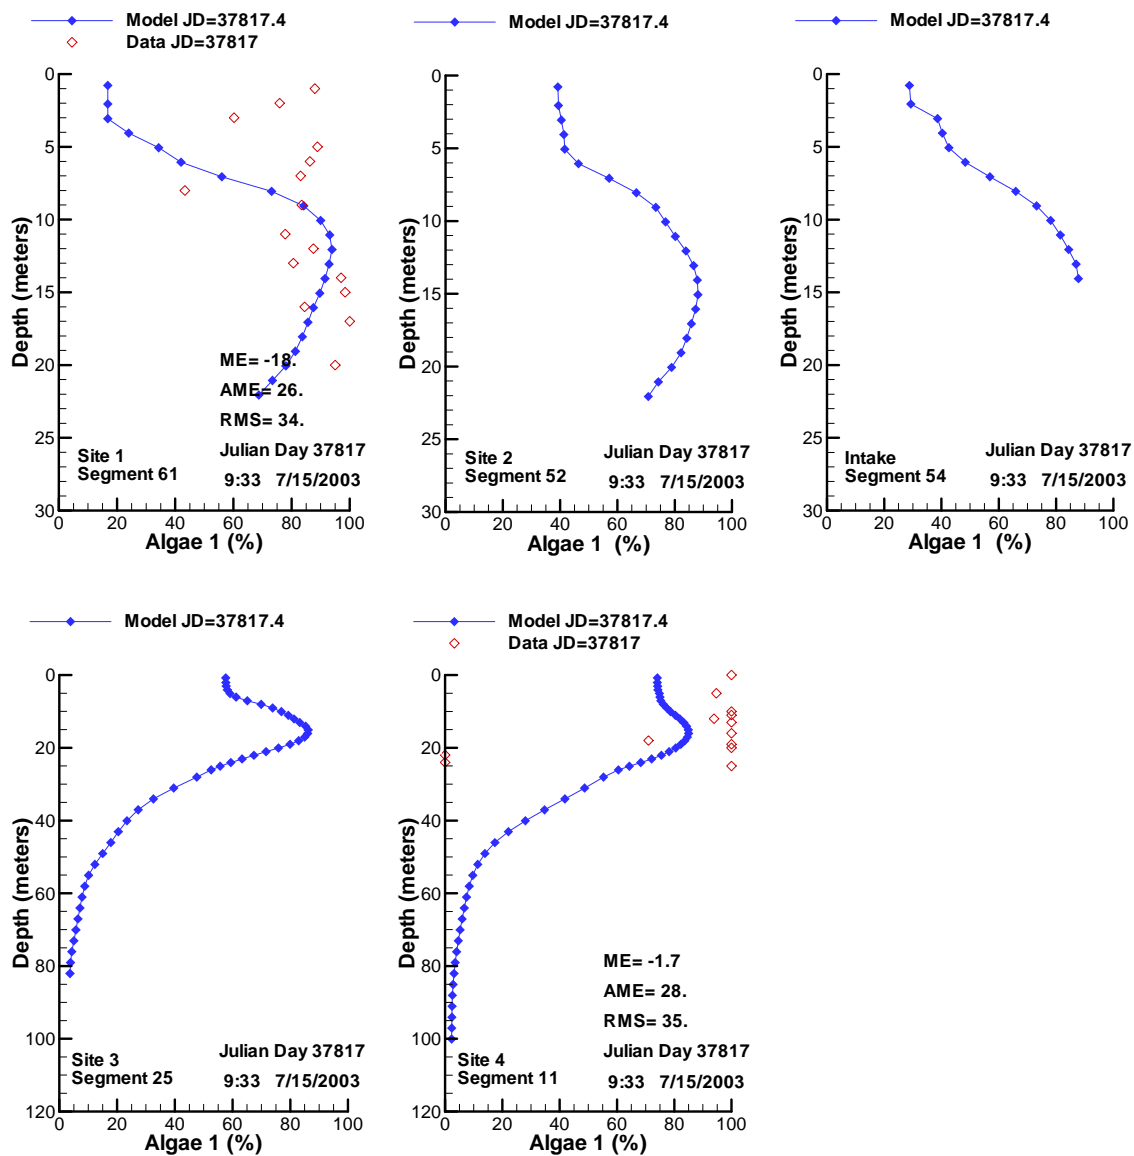 Model JD=37817.4
Data JD=37817
0
5
10
15
20
25
30
0 20 40 60 80 100
Depth (meters)
Algae 1 (%)
ME= -18.
AME= 26.
RMS= 34.
Site 1
Segment 61
Julian Day 37817
9:33 7/15/2003
Model JD=37817.4
0
5
10
15
20
25
30
0 20 40 60 80 100
Depth (meters)
Algae 1 (%)
Site 2
Segment 52
Julian Day 37817
9:33 7/15/2003
Model JD=37817.4
0
5
10
15
20
25
30
0 20 40 60 80 100
Depth (meters)
Algae 1 (%)
Intake
Segment 54
Julian Day 37817
9:33 7/15/2003
Model JD=37817.4
0
20
40
60
80
100
120
0 20 40 60 80 100
Depth (meters)
Algae 1 (%)
Site 3
Segment 25
Julian Day 37817
9:33 7/15/2003
Model JD=37817.4
Data JD=37817
0
20
40
60
80
100
120
0 20 40 60 80 100
Depth (meters)
Algae 1 (%)
ME= -1.7
AME= 28.
RMS= 35.
Site 4
Segment 11
Julian Day 37817
9:33 7/15/2003